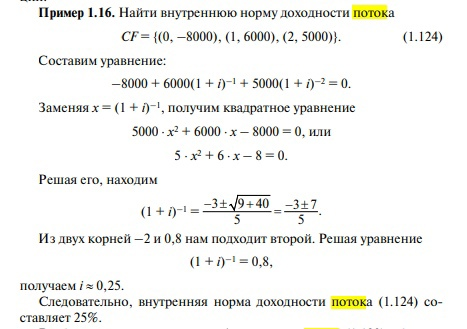 Пример 1.16. Найти внутреннюю норму доходности потока
CF = {(0, −8000), (1, 6000), (2, 5000)}. (1.124)
Составим уравнение:
−8000 + 6000(1 + i)⁻¹ + 5000(1 + i)⁻² = 0.
Заменяя x = (1 + i)⁻¹, получим квадратное уравнение
5000 · x² + 6000 · x − 8000 = 0, или
5 · x² + 6 · x − 8 = 0.
Решая его, находим
(1 + i)⁻¹ = (−3 ± √(9 + 40))/5 = (−3 ± 7)/5.
Из двух корней −2 и 0,8 нам подходит второй. Решая уравнение
(1 + i)⁻¹ = 0,8,
получаем i ≈ 0,25.
Следовательно, внутренняя норма доходности потока (1.124) со-
ставляет 25%.